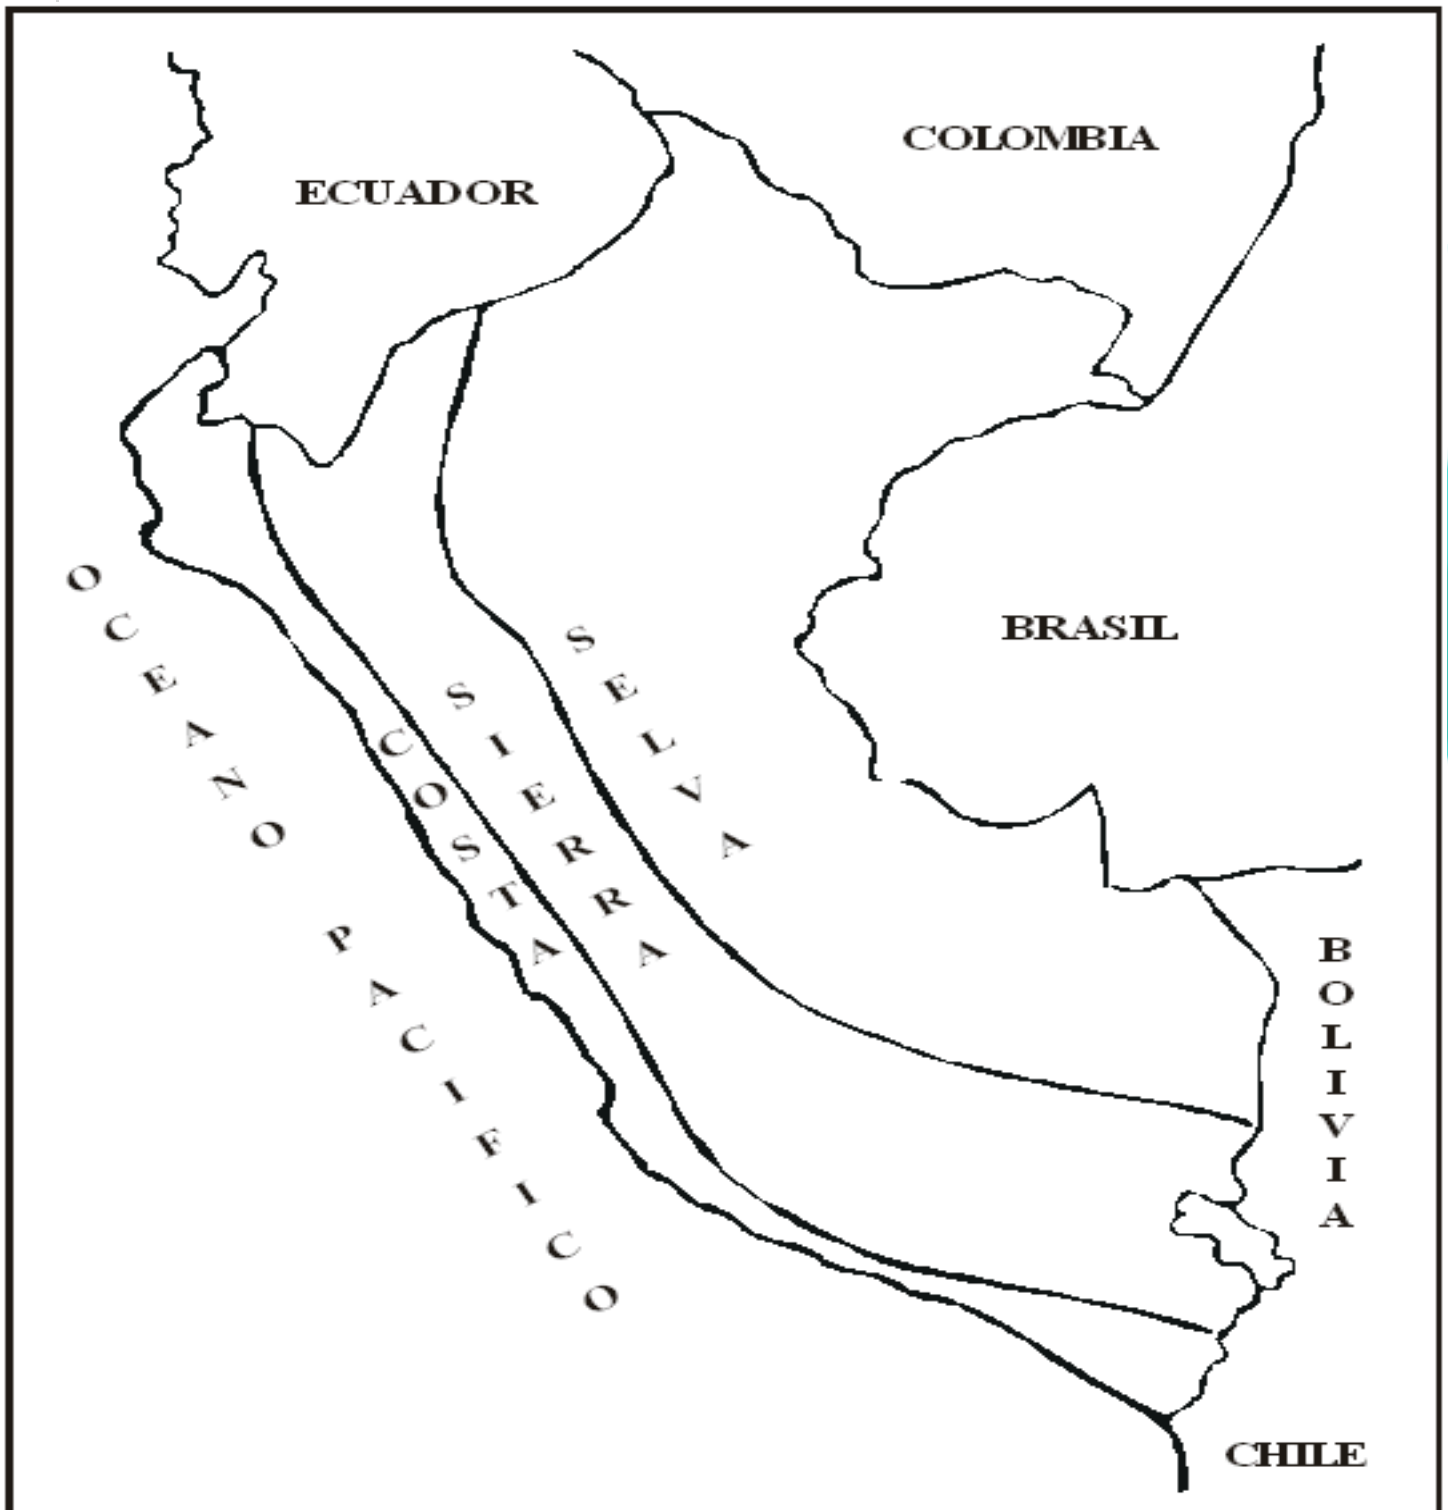 COLOMBIA
ECUADOR
OCEANO PACIFICO
COSTA
SIERRA
SELVA
BRASIL
BOLIVIA
CHILE